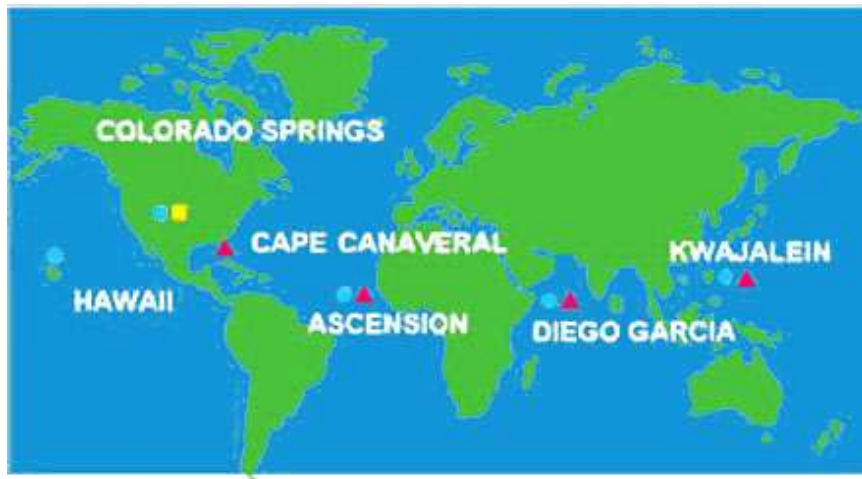 COLORADO SPRINGS
CAPE CANAVERAL
KWAJALEIN
HAWAII
ASCENSION
DIEGO GARCIA